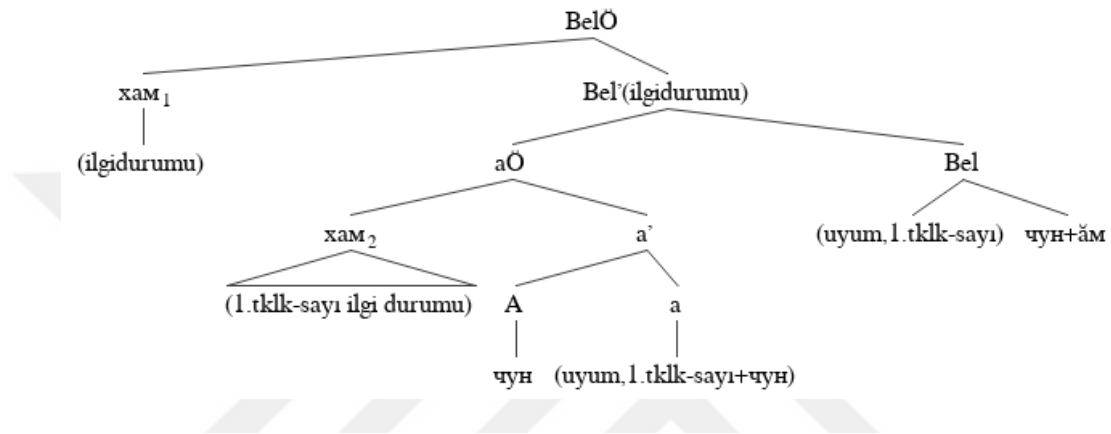 BelÖ
хам₁ Bel’(ilgidurumu)
(ilgidurumu) aÖ Bel
хам₂ a’ (uyum,1.tklk-sayı) чун+ӑм
(1.tklk-sayı ilgi durumu) A a
чун (uyum,1.tklk-sayı+чун)